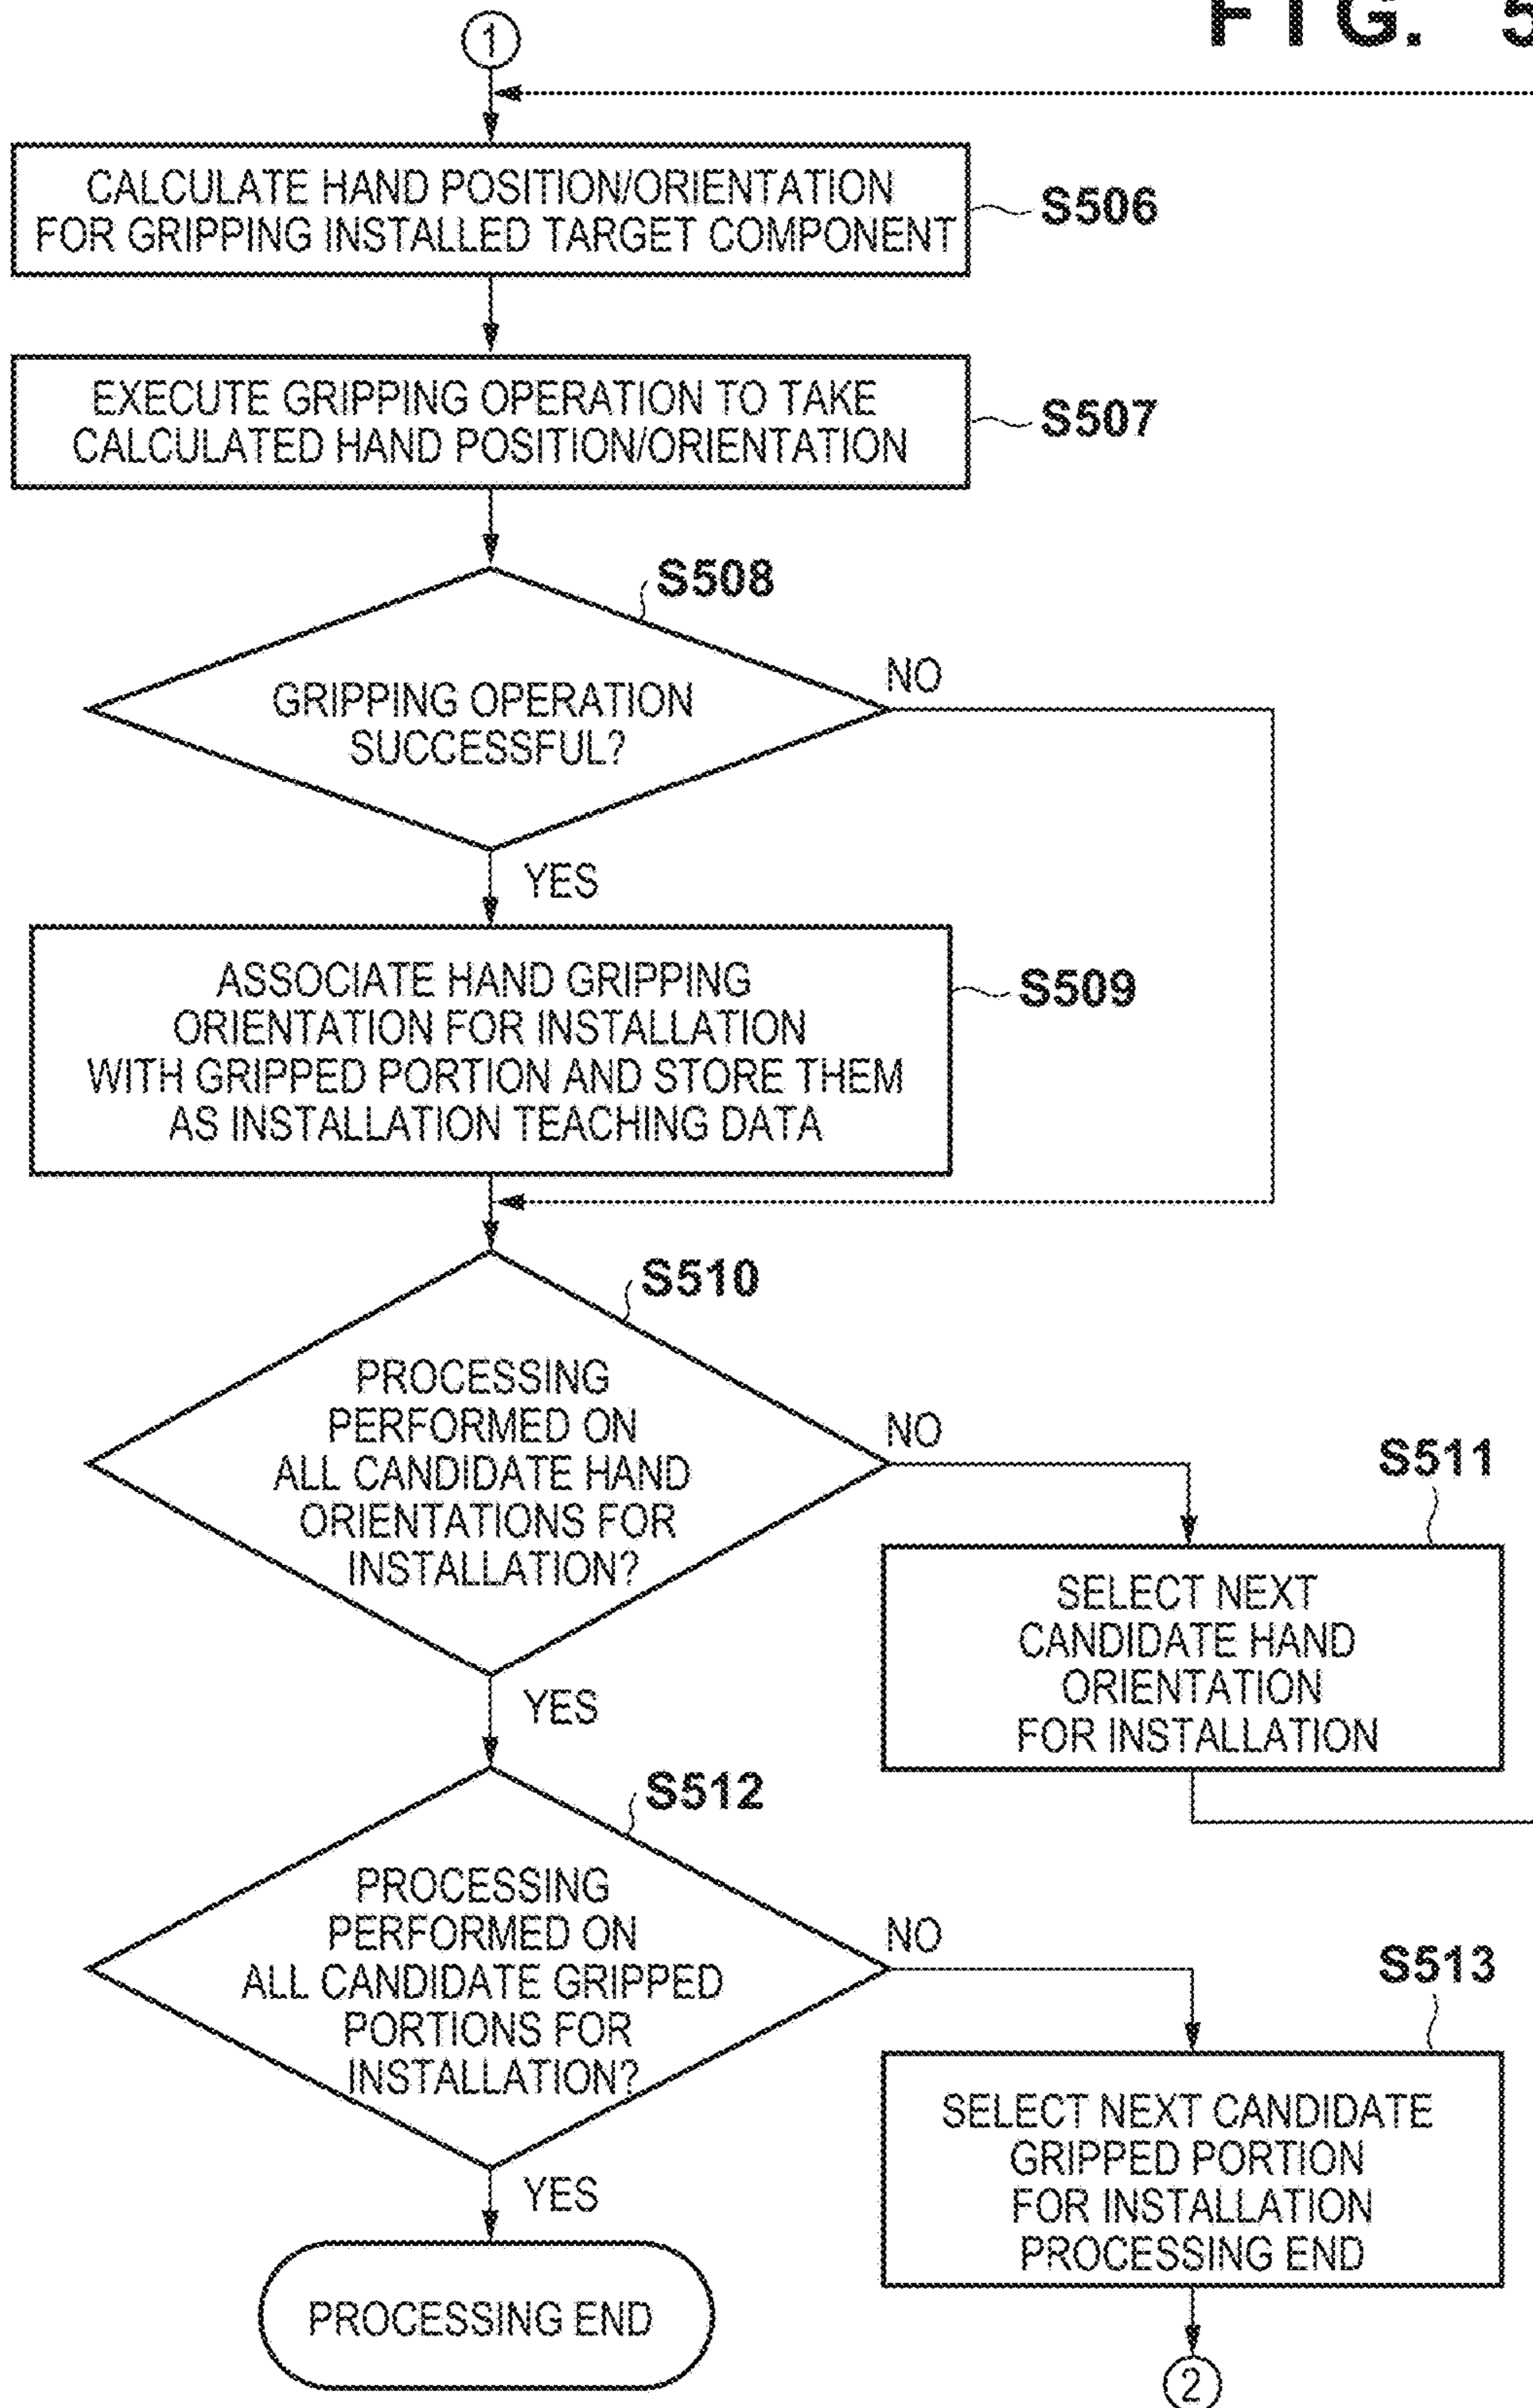 FIG. 5
1
CALCULATE HAND POSITION/ORIENTATION
FOR GRIPPING INSTALLED TARGET COMPONENT
S506
EXECUTE GRIPPING OPERATION TO TAKE
CALCULATED HAND POSITION/ORIENTATION
S507
S508
GRIPPING OPERATION
SUCCESSFUL?
NO
YES
ASSOCIATE HAND GRIPPING
ORIENTATION FOR INSTALLATION
WITH GRIPPED PORTION AND STORE THEM
AS INSTALLATION TEACHING DATA
S509
S510
PROCESSING
PERFORMED ON
ALL CANDIDATE HAND
ORIENTATIONS FOR
INSTALLATION?
NO
YES
S511
SELECT NEXT
CANDIDATE HAND
ORIENTATION
FOR INSTALLATION
S512
PROCESSING
PERFORMED ON
ALL CANDIDATE GRIPPED
PORTIONS FOR
INSTALLATION?
NO
YES
S513
SELECT NEXT CANDIDATE
GRIPPED PORTION
FOR INSTALLATION
PROCESSING END
PROCESSING END
2